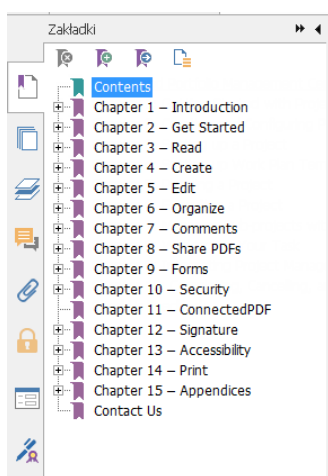 Zakładki
Contents
Chapter 1 – Introduction
Chapter 2 – Get Started
Chapter 3 – Read
Chapter 4 – Create
Chapter 5 – Edit
Chapter 6 – Organize
Chapter 7 – Comments
Chapter 8 – Share PDFs
Chapter 9 – Forms
Chapter 10 – Security
Chapter 11 – ConnectedPDF
Chapter 12 – Signature
Chapter 13 – Accessibility
Chapter 14 – Print
Chapter 15 – Appendices
Contact Us